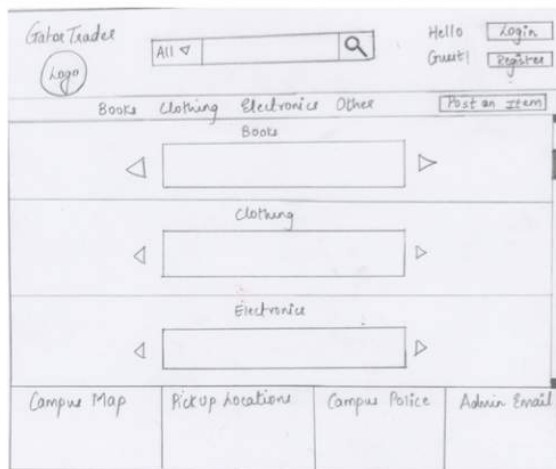 Gator Trader
Logo
All
Hello Guest!
Login
Register
Books Clothing Electronics Other
Post an Item
Books
Clothing
Electronics
Campus Map
Pickup Locations
Campus Police
Admin Email